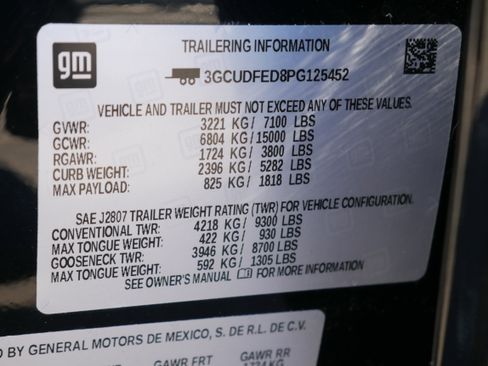 gm
TRAILERING INFORMATION
3GCUDFED8PG125452
VEHICLE AND TRAILER MUST NOT EXCEED ANY OF THESE VALUES.
GVWR: 3221 KG/ 7100 LBS
GCWR: 6804 KG/15000 LBS
RGAWR: 1724 KG/ 3800 LBS
CURB WEIGHT: 2396 KG/ 5282 LBS
MAX PAYLOAD: 825 KG/ 1818 LBS
SAE J2807 TRAILER WEIGHT RATING (TWR) FOR VEHICLE CONFIGURATION.
CONVENTIONAL TWR: 4218 KG/ 9300 LBS
MAX TONGUE WEIGHT: 422 KG/ 930 LBS
GOOSENECK TWR: 3946 KG/ 8700 LBS
MAX TONGUE WEIGHT: 592 KG/ 1305 LBS
SEE OWNER'S MANUAL FOR MORE INFORMATION
D BY GENERAL MOTORS DE MEXICO, S. DE R.L. DE C.V.
GAWR FRT GAWR RR